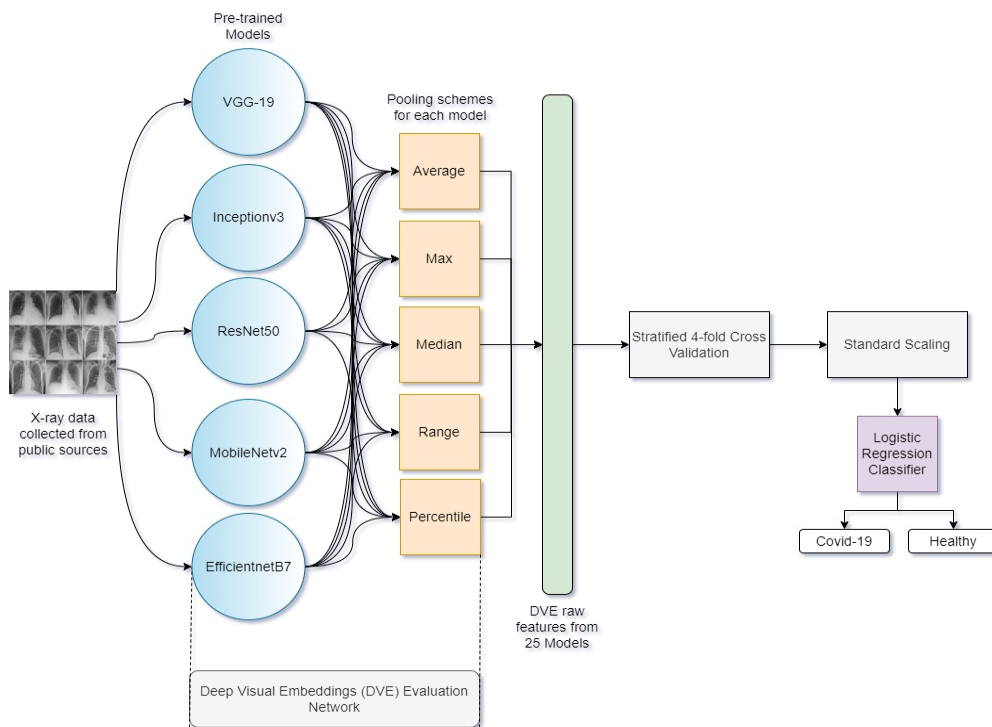 Pre-trained
Models
VGG-19
Inceptionv3
ResNet50
MobileNetv2
EfficientnetB7
X-ray data
collected from
public sources
Pooling schemes
for each model
Average
Max
Median
Range
Percentile
DVE raw
features from
25 Models
Stratified 4-fold Cross
Validation
Standard Scaling
Logistic
Regression
Classifier
Covid-19
Healthy
Deep Visual Embeddings (DVE) Evaluation
Network